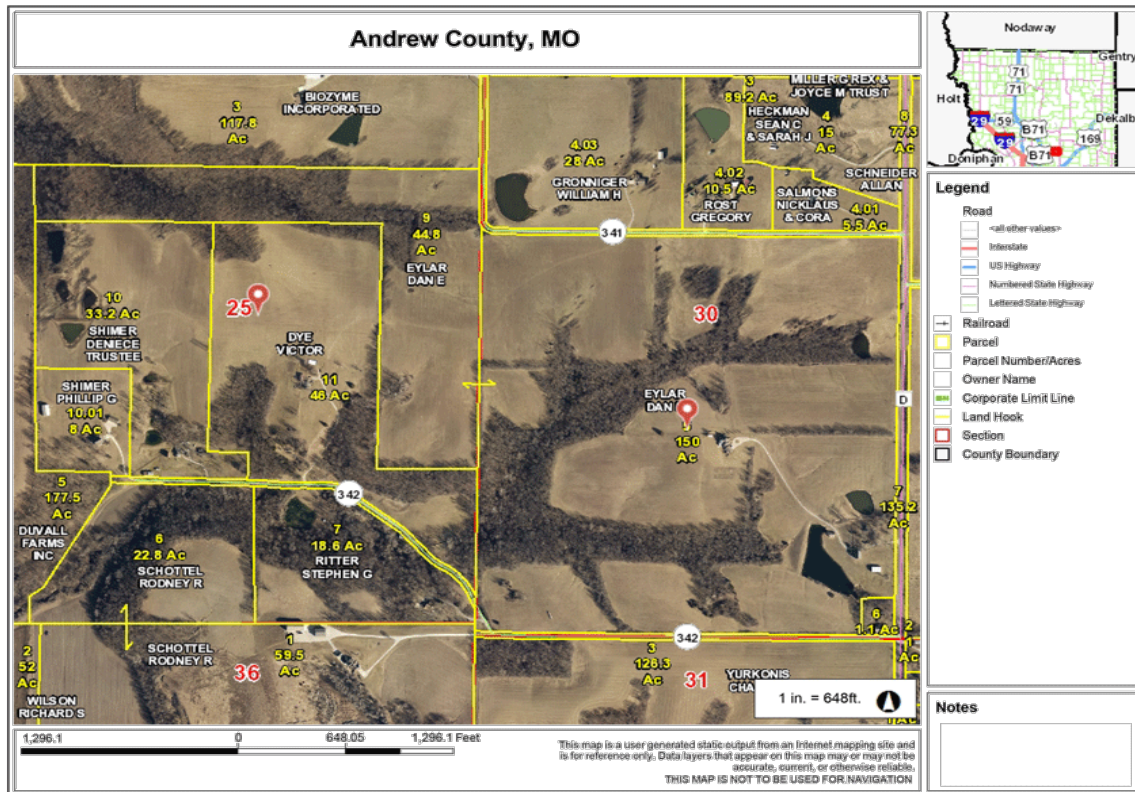 Andrew County, MO
3
117.8
Ac
BIOZYME
INCORPORATED
4.03
28 Ac
GRONNIGER
WILLIAM H
3
89.2 Ac
HECKMAN
SEAN C
& SARAH J
MILLER G REX &
JOYCE M TRUST
4
15
Ac
8
77.3
Ac
4.02
10.5 Ac
ROST
GREGORY
SALMONS
NICKLAUS
& CORA
SCHNEIDER
ALLAN
4.01
5.5 Ac
341
9
44.8
Ac
EYLAR
DAN E
10
33.2 Ac
SHIMER
DENIECE
TRUSTEE
25
DYE
VICTOR
11
46 Ac
30
SHIMER
PHILLIP G
10.01
8 Ac
EYLAR
DAN
150
Ac
D
5
177.5
Ac
DUVALL
FARMS
INC
342
6
22.8 Ac
SCHOTTEL
RODNEY R
7
18.6 Ac
RITTER
STEPHEN G
7
135.2
Ac
6
1.1 Ac
2
52
Ac
WILSON
RICHARD S
SCHOTTEL
RODNEY R
36
1
59.5
Ac
342
3
126.3
Ac
31
YURKONIS
CHA
2
1 in. = 648ft.
1,296.1
0
648.05
1,296.1 Feet
This map is a user generated static output from an Internet mapping site and
is for reference only. Data layers that appear on this map may or may not be
accurate, current, or otherwise reliable.
THIS MAP IS NOT TO BE USED FOR NAVIGATION
Nodaway
Gentry
71
71
Holt
29
59
B71
Dekalb
29
169
Doniphan
B71
Legend
Road
<all other values>
Interstate
US Highway
Numbered State Highway
Lettered State Highway
Railroad
Parcel
Parcel Number/Acres
Owner Name
Corporate Limit Line
Land Hook
Section
County Boundary
Notes